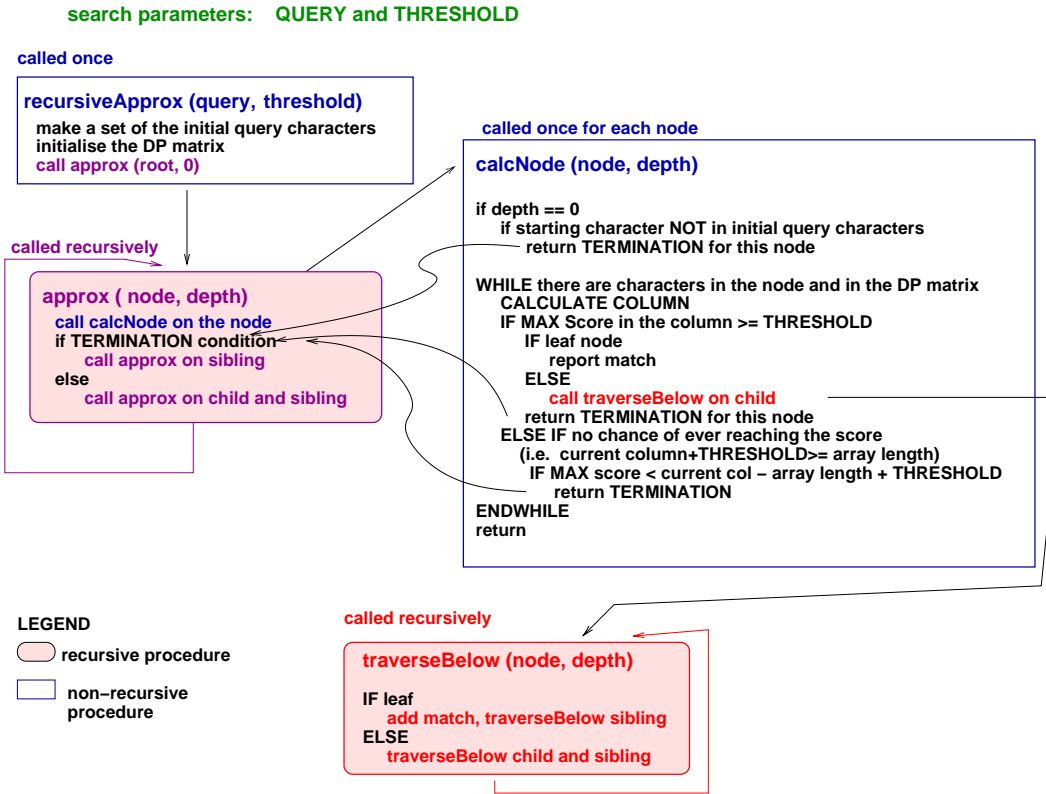 search parameters: QUERY and THRESHOLD
called once
recursiveApprox (query, threshold)
make a set of the initial query characters
initialise the DP matrix
call approx (root, 0)
called recursively
approx ( node, depth)
call calcNode on the node
if TERMINATION condition
call approx on sibling
else
call approx on child and sibling
called once for each node
calcNode (node, depth)
if depth == 0
if starting character NOT in initial query characters
return TERMINATION for this node
WHILE there are characters in the node and in the DP matrix
CALCULATE COLUMN
IF MAX Score in the column >= THRESHOLD
IF leaf node
report match
ELSE
call traverseBelow on child
return TERMINATION for this node
ELSE IF no chance of ever reaching the score
(i.e. current column+THRESHOLD>= array length)
IF MAX score < current col − array length + THRESHOLD
return TERMINATION
ENDWHILE
return
LEGEND
recursive procedure
non−recursive
procedure
called recursively
traverseBelow (node, depth)
IF leaf
add match, traverseBelow sibling
ELSE
traverseBelow child and sibling